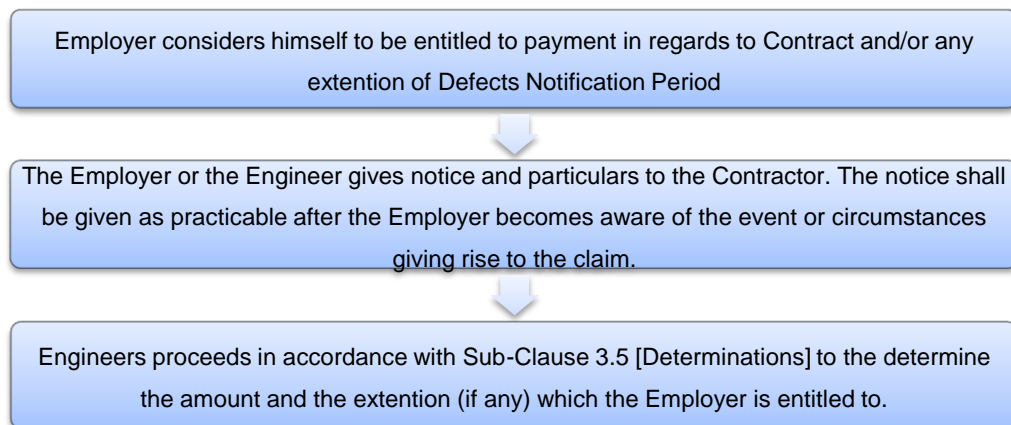 Employer considers himself to be entitled to payment in regards to Contract and/or any
extention of Defects Notification Period
The Employer or the Engineer gives notice and particulars to the Contractor. The notice shall
be given as practicable after the Employer becomes aware of the event or circumstances
giving rise to the claim.
Engineers proceeds in accordance with Sub-Clause 3.5 [Determinations] to the determine
the amount and the extention (if any) which the Employer is entitled to.